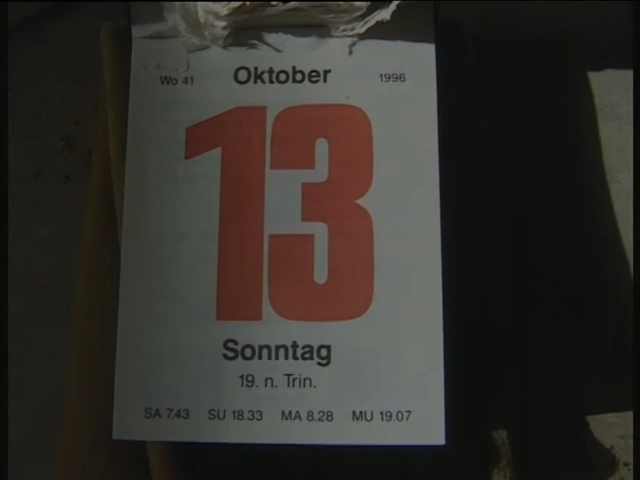 Wo 41 Oktober 1996
13
Sonntag
19. n. Trin.
SA 7.43 SU 18.33 MA 8.28 MU 19.07